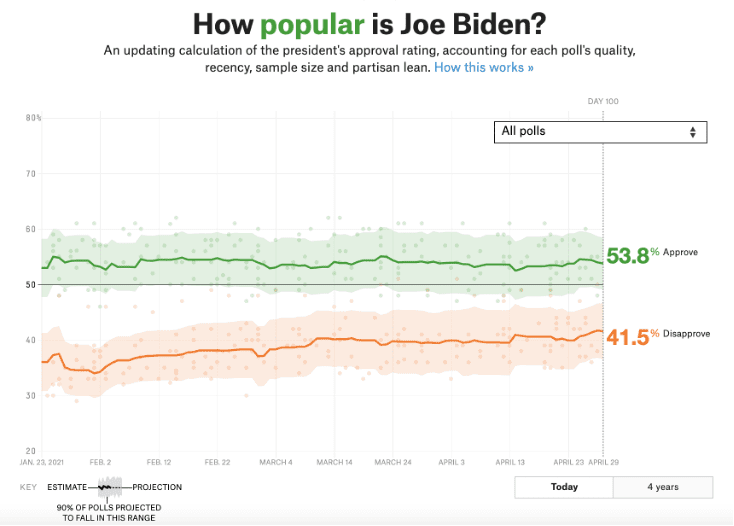 How popular is Joe Biden?
An updating calculation of the president's approval rating, accounting for each poll's quality,
recency, sample size and partisan lean. How this works »
DAY 100
80%
All polls
70
60
53.8% Approve
50
40
41.5% Disapprove
30
20
JAN. 23, 2021 FEB. 2 FEB. 12 FEB. 22 MARCH 4 MARCH 14 MARCH 24 APRIL 3 APRIL 13 APRIL 23 APRIL 29
KEY ESTIMATE PROJECTION
90% OF POLLS PROJECTED
TO FALL IN THIS RANGE
Today 4 years